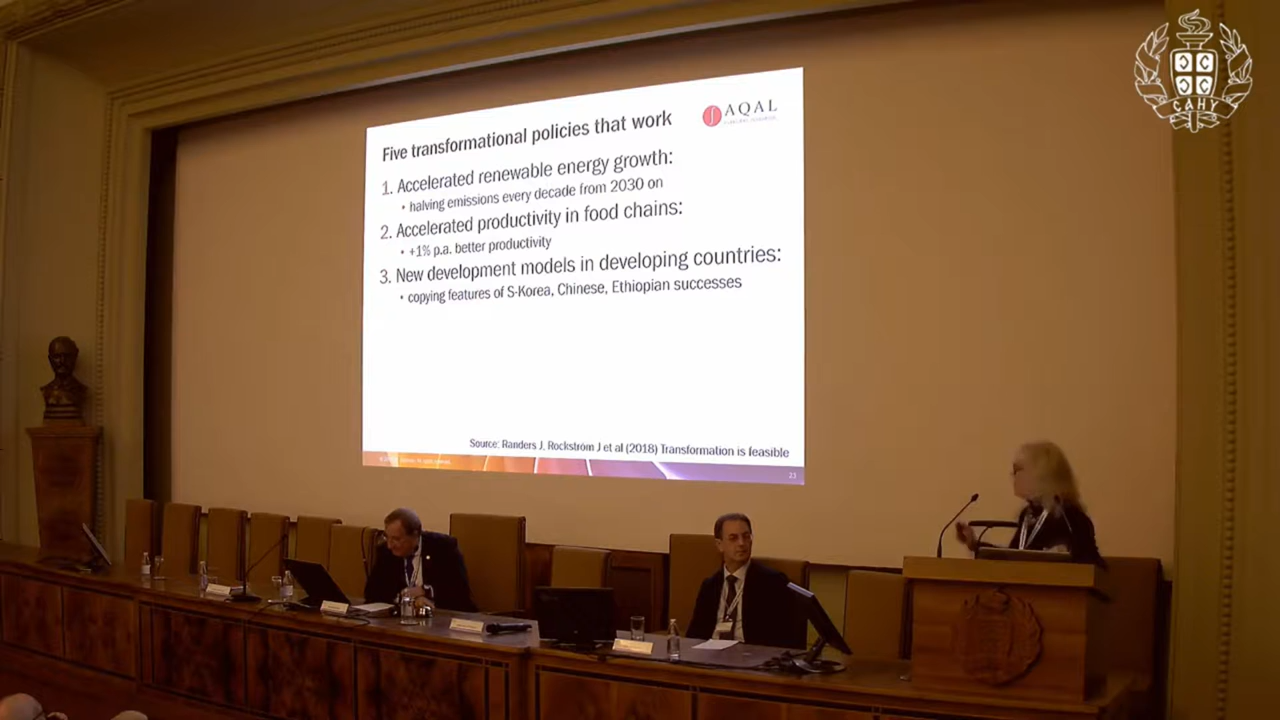 Five transformational policies that work
AQAL
1. Accelerated renewable energy growth:
• halving emissions every decade from 2030 on
2. Accelerated productivity in food chains:
• +1% p.a. better productivity
3. New development models in developing countries:
• copying features of S-Korea, Chinese, Ethiopian successes
Source: Randers J, Rockström J et al (2018) Transformation is feasible
23
САНУ